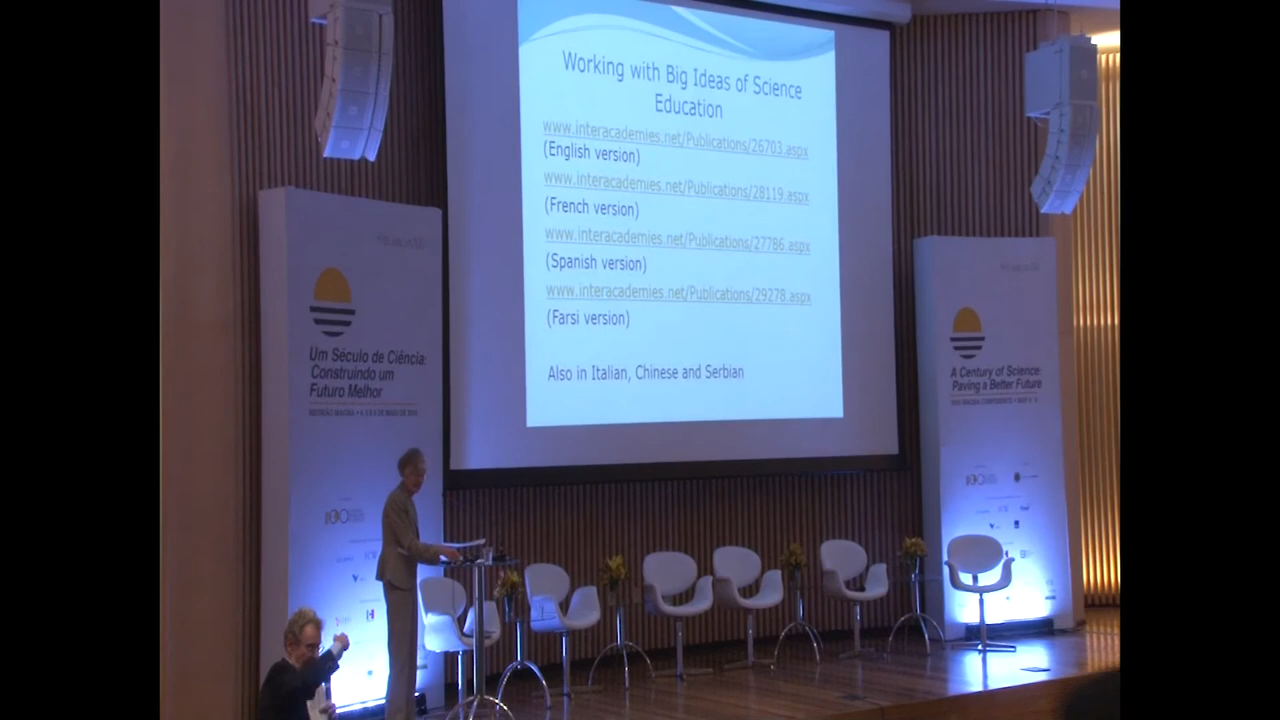 Working with Big Ideas of Science
Education
www.interacademies.net/Publications/26703.aspx
(English version)
www.interacademies.net/Publications/28119.aspx
(French version)
www.interacademies.net/Publications/27786.aspx
(Spanish version)
www.interacademies.net/Publications/29278.aspx
(Farsi version)
Also in Italian, Chinese and Serbian
Um Século de Ciência:
Construindo um
Futuro Melhor
A Century of Science:
Paving a Better Future